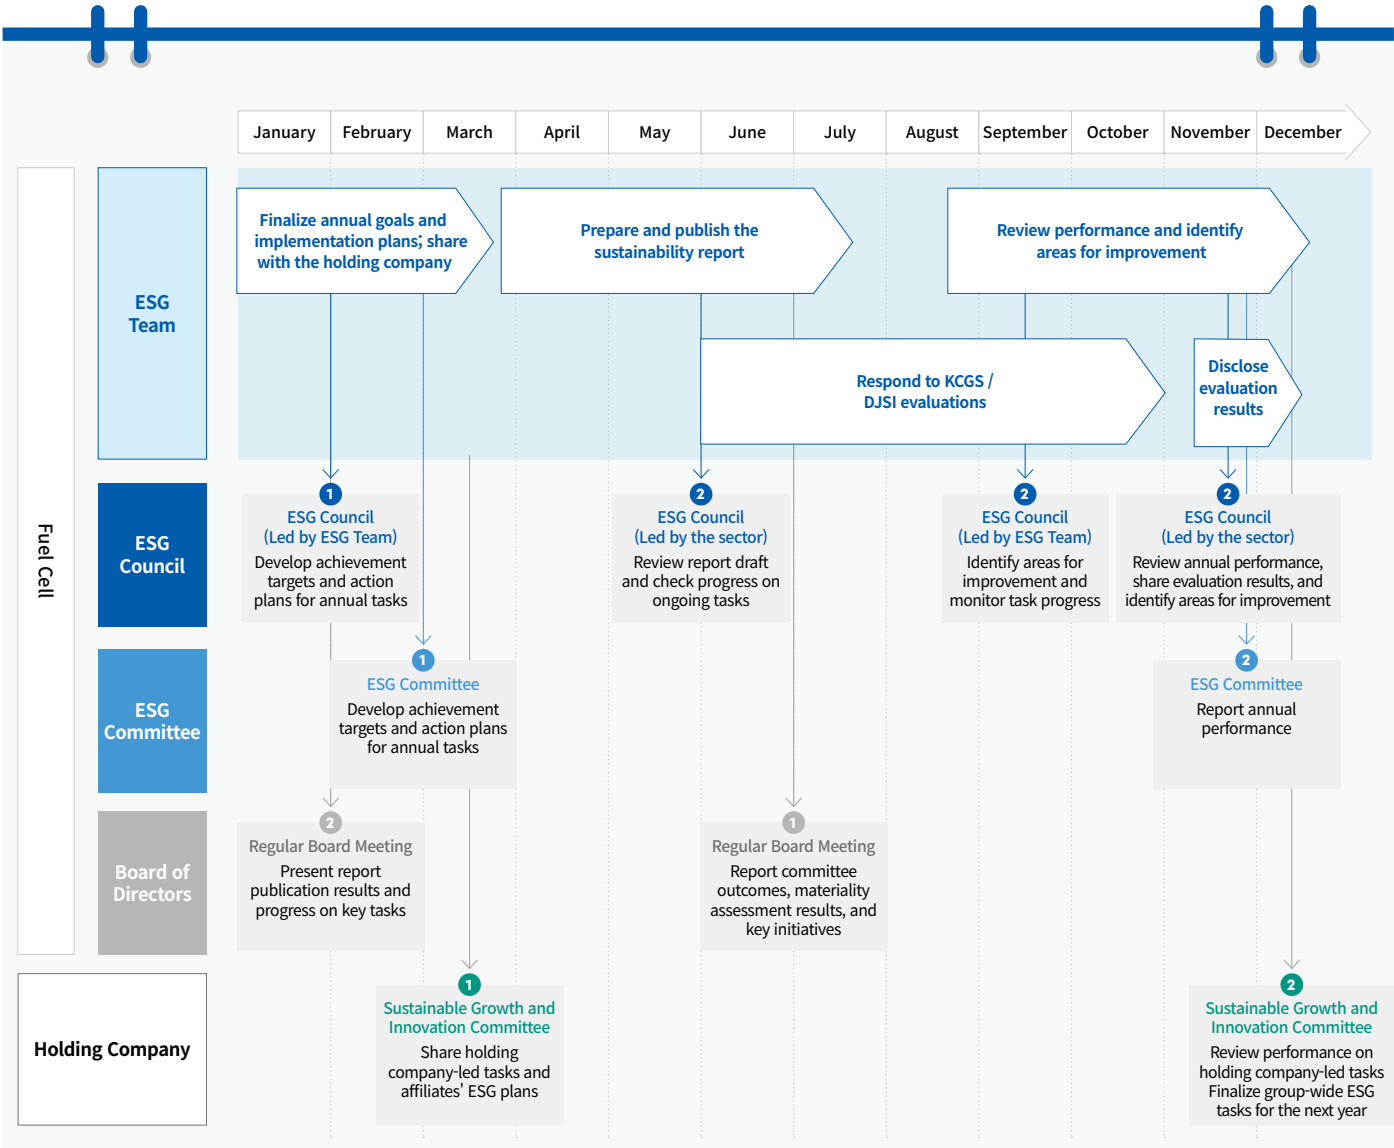 January February March April May June July August September October November December
Fuel Cell
ESG
Team
Finalize annual goals and
implementation plans; share
with the holding company
Prepare and publish the
sustainability report
Review performance and identify
areas for improvement
Respond to KCGS /
DJSI evaluations
Disclose
evaluation
results
ESG
Council
1
ESG Council
(Led by ESG Team)
Develop achievement
targets and action
plans for annual tasks
2
ESG Council
(Led by the sector)
Review report draft
and check progress on
ongoing tasks
2
ESG Council
(Led by ESG Team)
Identify areas for
improvement and
monitor task progress
2
ESG Council
(Led by the sector)
Review annual performance,
share evaluation results, and
identify areas for improvement
ESG
Committee
1
ESG Committee
Develop achievement
targets and action plans
for annual tasks
2
ESG Committee
Report annual
performance
Board of
Directors
2
Regular Board Meeting
Present report
publication results and
progress on key tasks
1
Regular Board Meeting
Report committee
outcomes, materiality
assessment results, and
key initiatives
Holding Company
1
Sustainable Growth and
Innovation Committee
Share holding
company-led tasks and
affiliates' ESG plans
2
Sustainable Growth and
Innovation Committee
Review performance on
holding company-led tasks
Finalize group-wide ESG
tasks for the next year